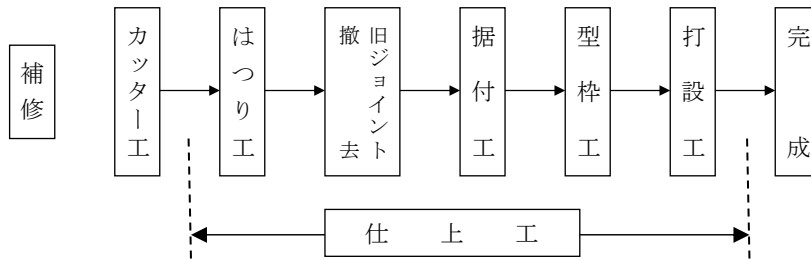 補修
カッター工
はつり工
旧ジョイント
撤去
据付工
型枠工
打設工
完成
仕上工